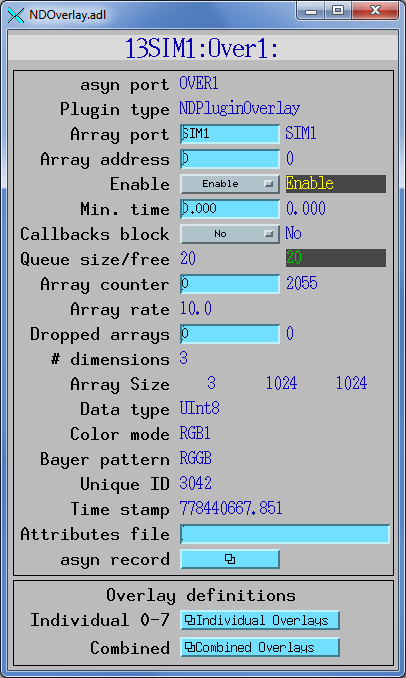 NDOverlay.adl
13SIM1:Over1:
asyn port OVER1
Plugin type NDPluginOverlay
Array port SIM1 SIM1
Array address 0 0
Enable Enable Enable
Min. time 0.000 0.000
Callbacks block No No
Queue size/free 20 20
Array counter 0 2055
Array rate 10.0
Dropped arrays 0 0
# dimensions 3
Array Size 3 1024 1024
Data type UInt8
Color mode RGB1
Bayer pattern RGGB
Unique ID 3042
Time stamp 778440667.851
Attributes file
asyn record
Overlay definitions
Individual 0-7 Individual Overlays
Combined Combined Overlays